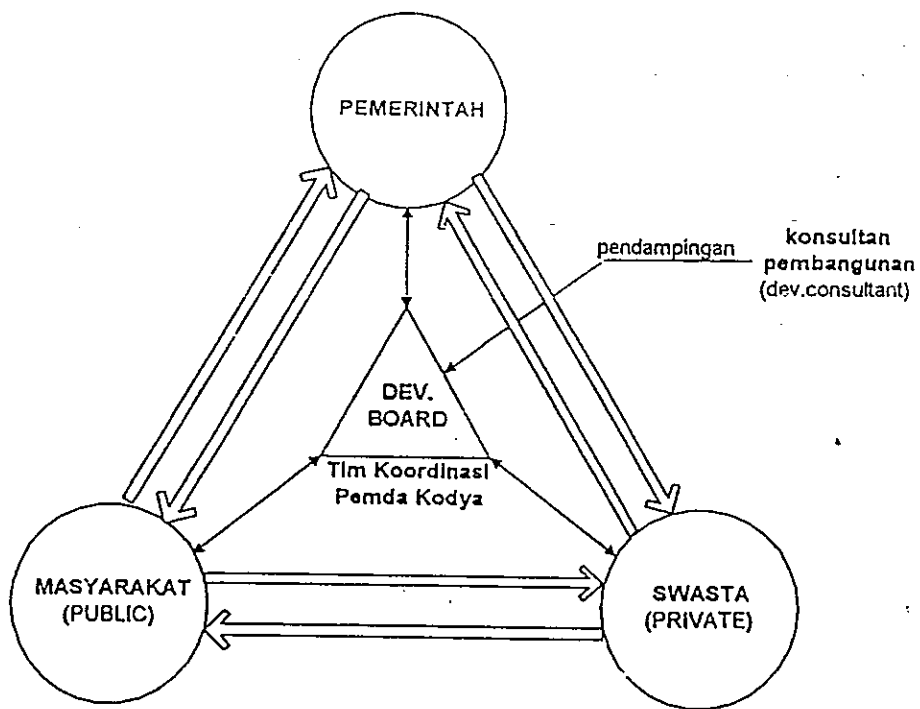 PEMERINTAH
pendampingan
konsultan
pembangunan
(dev.consultant)
DEV.
BOARD
Tim Koordinasi
Pemda Kodya
MASYARAKAT
(PUBLIC)
SWASTA
(PRIVATE)